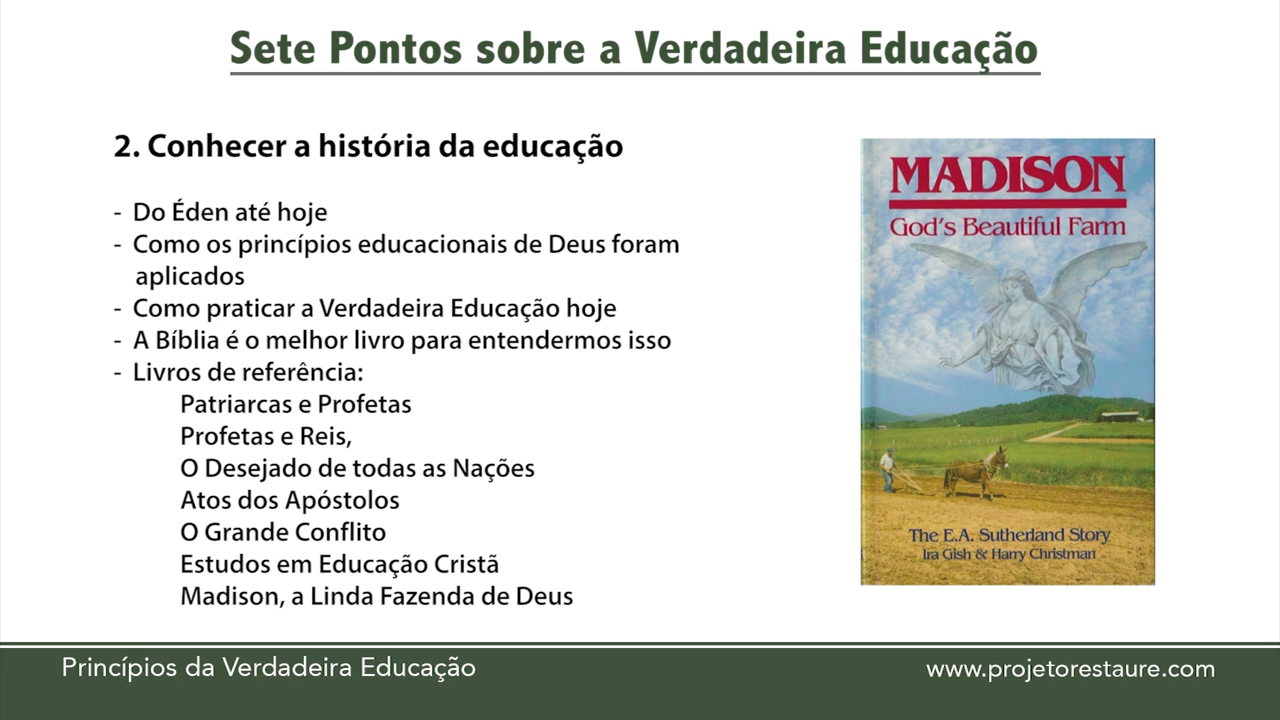 Sete Pontos sobre a Verdadeira Educação
2. Conhecer a história da educação
- Do Éden até hoje
- Como os princípios educacionais de Deus foram
aplicados
- Como praticar a Verdadeira Educação hoje
- A Bíblia é o melhor livro para entendermos isso
- Livros de referência:
Patriarcas e Profetas
Profetas e Reis,
O Desejado de todas as Nações
Atos dos Apóstolos
O Grande Conflito
Estudos em Educação Cristã
Madison, a Linda Fazenda de Deus
MADISON
God's Beautiful Farm
The E.A. Sutherland Story
Ira Gish & Harry Christman
Princípios da Verdadeira Educação
www.projetorestaure.com